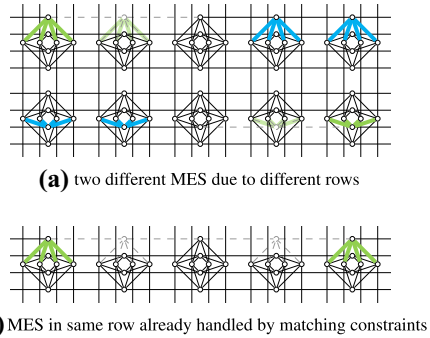 (a) two different MES due to different rows
) MES in same row already handled by matching constraints